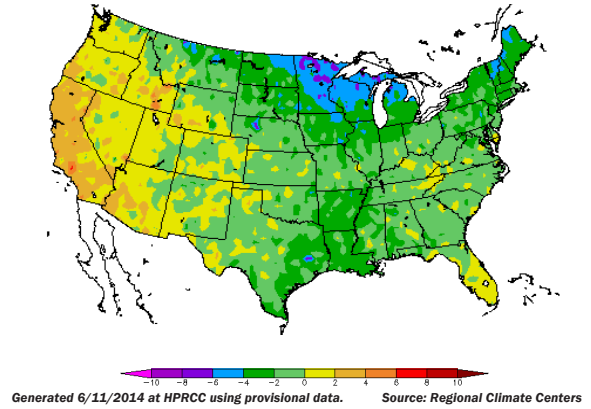 -10 -8 -6 -4 -2 0 2 4 6 8 10
Generated 6/11/2014 at HPRCC using provisional data. Source: Regional Climate Centers